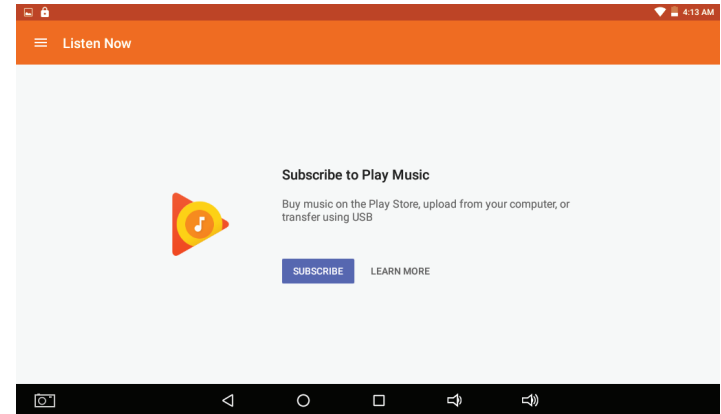 4:13 AM
Listen Now
Subscribe to Play Music
Buy music on the Play Store, upload from your computer, or
transfer using USB
SUBSCRIBE LEARN MORE